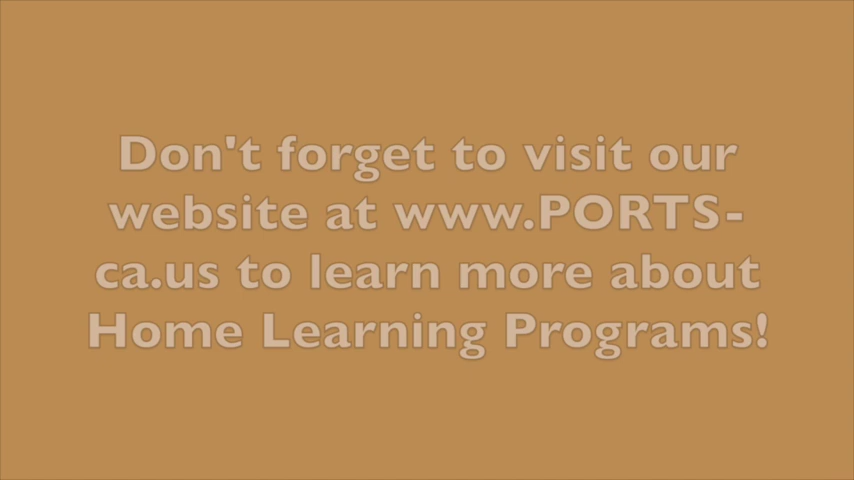 Don't forget to visit our
website at www.PORTS-
ca.us to learn more about
Home Learning Programs!